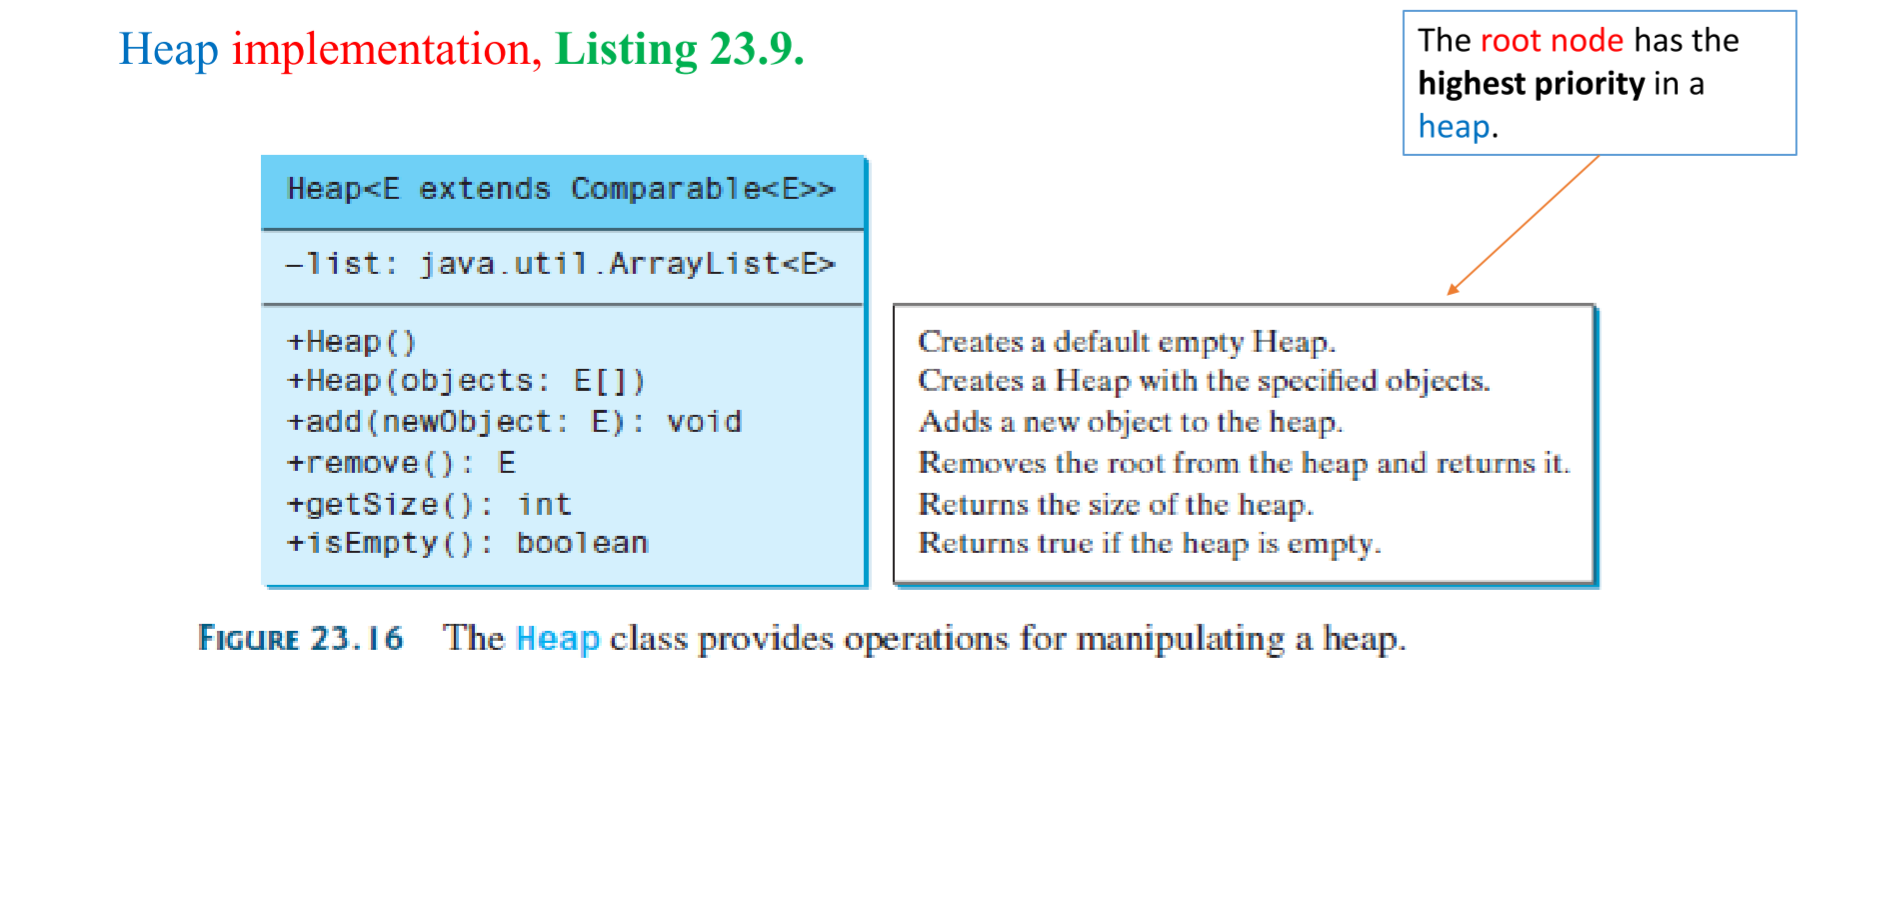 Heap implementation, Listing 23.9.
The root node has the
highest priority in a
heap.
Heap<E extends Comparable<E>>
–list: java.util.ArrayList<E>
+Heap()
+Heap(objects: E[])
+add(newObject: E): void
+remove(): E
+getSize(): int
+isEmpty(): boolean
Creates a default empty Heap.
Creates a Heap with the specified objects.
Adds a new object to the heap.
Removes the root from the heap and returns it.
Returns the size of the heap.
Returns true if the heap is empty.
FIGURE 23.16 The Heap class provides operations for manipulating a heap.